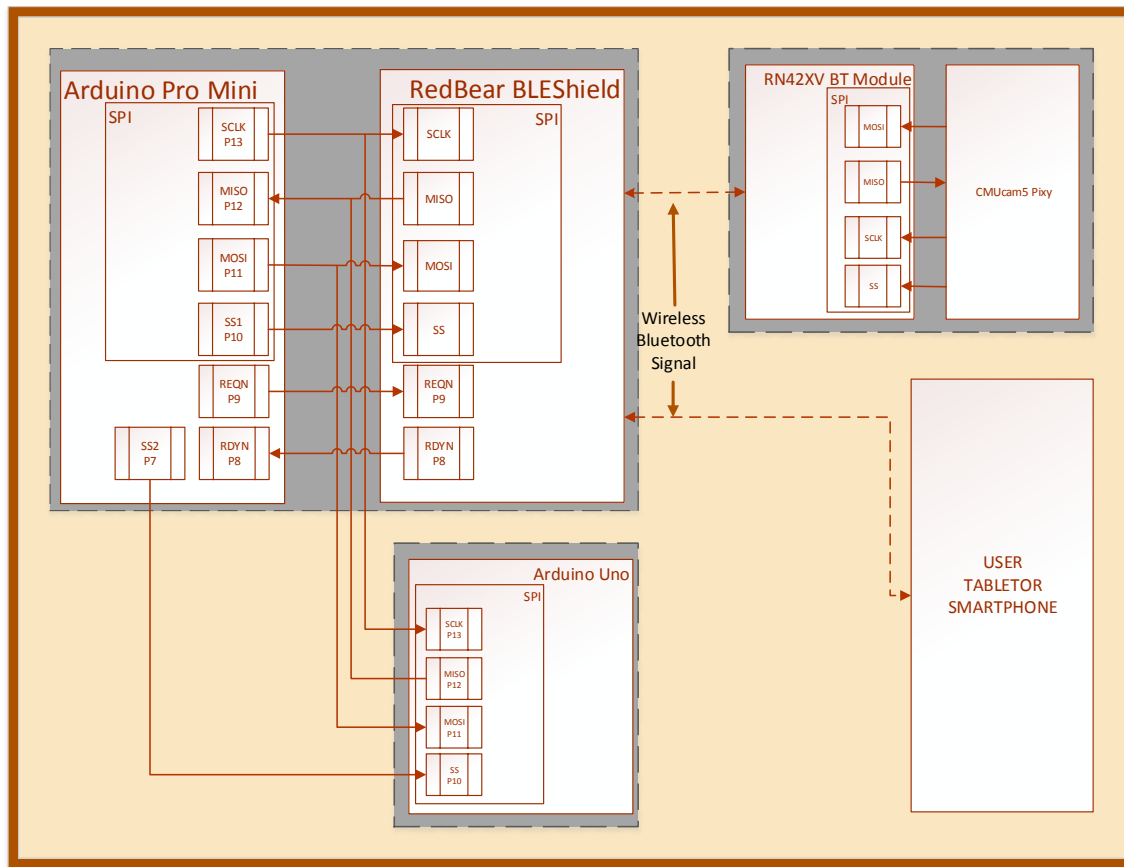 Arduino Pro Mini
SPI
SCLK
P13
MISO
P12
MOSI
P11
SS1
P10
REQN
P9
SS2
P7
RDYN
P8
RedBear BLEShield
SPI
SCLK
MISO
MOSI
SS
REQN
P9
RDYN
P8
Wireless
Bluetooth
Signal
RN42XV BT Module
SPI
MOSI
MISO
SCLK
SS
CMUcam5 Pixy
Arduino Uno
SPI
SCLK
P13
MISO
P12
MOSI
P11
SS
P10
USER
TABLETOR
SMARTPHONE